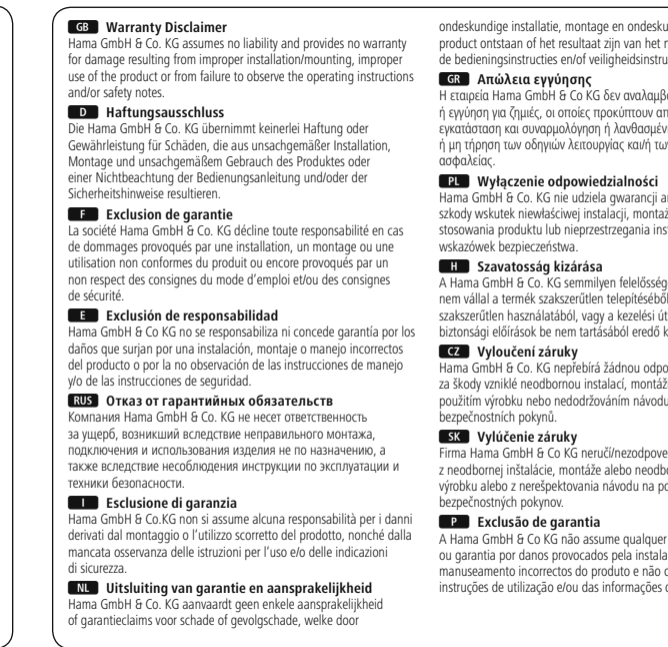 GB Warranty Disclaimer
Hama GmbH & Co. KG assumes no liability and provides no warranty
for damage resulting from improper installation/mounting, improper
use of the product or from failure to observe the operating instructions
and/or safety notes.
D Haftungsausschluss
Die Hama GmbH & Co. KG übernimmt keinerlei Haftung oder
Gewährleistung für Schäden, die aus unsachgemäßer Installation,
Montage und unsachgemäßem Gebrauch des Produktes oder
einer Nichtbeachtung der Bedienungsanleitung und/oder der
Sicherheitshinweise resultieren.
F Exclusion de garantie
La société Hama GmbH & Co. KG décline toute responsabilité en cas
de dommages provoqués par une installation, un montage ou une
utilisation non conformes du produit ou encore provoqués par un
non respect des consignes du mode d'emploi et/ou des consignes
de sécurité.
E Exclusión de responsabilidad
Hama GmbH & Co KG no se responsabiliza ni concede garantía por los
daños que surjan por una instalación, montaje o manejo incorrectos
del producto o por la no observación de las instrucciones de manejo
y/o de las instrucciones de seguridad.
RUS Отказ от гарантийных обязательств
Компания Hama GmbH & Co. KG не несет ответственность
за ущерб, возникший вследствие неправильного монтажа,
подключения и использования изделия не по назначению, а
также вследствие несоблюдения инструкции по эксплуатации и
техники безопасности.
I Esclusione di garanzia
Hama GmbH & Co.KG non si assume alcuna responsabilità per i danni
derivati dal montaggio o l'utilizzo scorretto del prodotto, nonché dalla
mancata osservanza delle istruzioni per l'uso e/o delle indicazioni
di sicurezza.
NL Uitsluiting van garantie en aansprakelijkheid
Hama GmbH & Co. KG aanvaardt geen enkele aansprakelijkheid
of garantieclaims voor schade of gevolgschade, welke door
ondeskundige installatie, montage en ondesku
product ontstaan of het resultaat zijn van het
de bedieningsinstructies en/of veiligheidsinstru
GR Απώλεια εγγύησης
Η εταιρεία Hama GmbH & Co KG δεν αναλαμβ
ή εγγύηση για ζημιές, οι οποίες προκύπτουν απ
εγκατάσταση και συναρμολόγηση ή λανθασμέν
ή μη τήρηση των οδηγιών λειτουργίας και/ή τω
ασφαλείας.
PL Wyłączenie odpowiedzialności
Hama GmbH & Co. KG nie udziela gwarancji a
szkody wskutek niewłaściwej instalacji, montaż
stosowania produktu lub nieprzestrzegania ins
wskazówek bezpieczeństwa.
H Szavatosság kizárása
A Hama GmbH & Co. KG semmilyen felelősség
nem vállal a termék szakszerűtlen telepítéséből
szakszerűtlen használatából, vagy a kezelési út
biztonsági előírások be nem tartásából eredő k
CZ Vyloučení záruky
Hama GmbH & Co. KG nepřebírá žádnou odpo
za škody vzniklé neodbornou instalací, montáž
použitím výrobku nebo nedodržováním návodu
bezpečnostních pokynů.
SK Vylúčenie záruky
Firma Hama GmbH & Co KG neručí/nezodpove
z neodbornej inštalácie, montáže alebo neodbo
výrobku alebo z nerešpektovania návodu na po
bezpečnostných pokynov.
P Exclusão de garantia
A Hama GmbH & Co KG não assume qualquer
ou garantia por danos provocados pela instala
manuseamento incorrectos do produto e não
instruções de utilização e/ou das informações